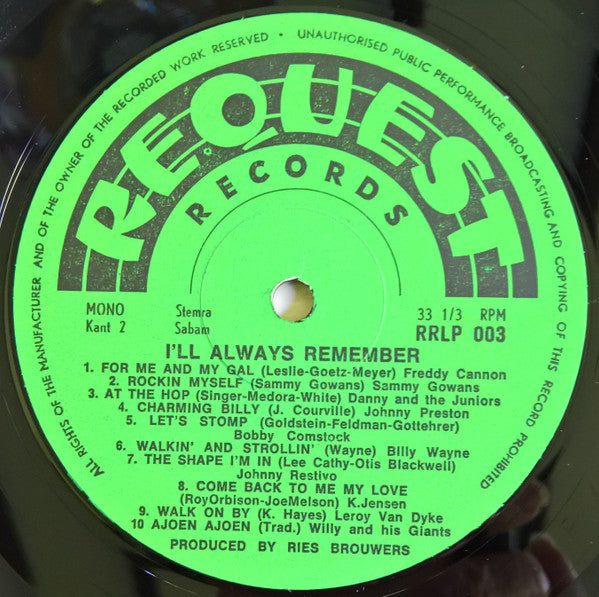 ALL RIGHTS OF THE MANUFACTURER AND OF THE OWNER OF THE RECORDED WORK RESERVED • UNAUTHORISED PUBLIC PERFORMANCE BROADCASTING AND COPYING OF THIS RECORD PROHIBITED
REQUEST
RECORDS
MONO
Kant 2
Stemra
Sabam
33 1/3 RPM
RRLP 003
I'LL ALWAYS REMEMBER
1. FOR ME AND MY GAL (Leslie-Goetz-Meyer) Freddy Cannon
2. ROCKIN MYSELF (Sammy Gowans) Sammy Gowans
3. AT THE HOP (Singer-Medora-White) Danny and the Juniors
4. CHARMING BILLY (J. Courville) Johnny Preston
5. LET'S STOMP (Goldstein-Feldman-Gottehrer)
Bobby Comstock
6. WALKIN' AND STROLLIN' (Wayne) Billy Wayne
7. THE SHAPE I'M IN (Lee Cathy-Otis Blackwell)
Johnny Restivo
8. COME BACK TO ME MY LOVE
(RoyOrbison-JoeMelson) K.Jensen
9. WALK ON BY (K. Hayes) Leroy Van Dyke
10 AJOEN AJOEN (Trad.) Willy and his Giants
PRODUCED BY RIES BROUWERS